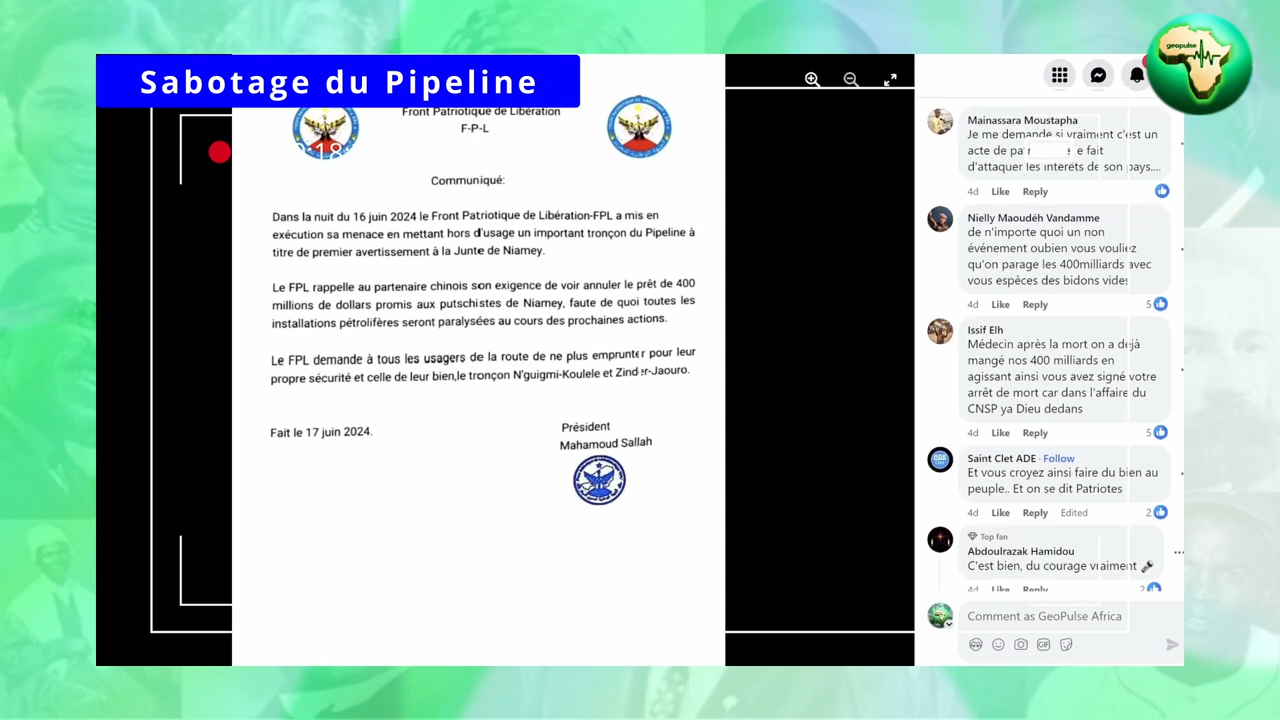 Sabotage du Pipeline
geopulse
Front Patriotique de Libération
F-P-L
Communiqué:
Dans la nuit du 16 juin 2024 le Front Patriotique de Libération-FPL a mis en
exécution sa menace en mettant hors d'usage un important tronçon du Pipeline à
titre de premier avertissement à la Junte de Niamey.
Le FPL rappelle au partenaire chinois son exigence de voir annuler le prêt de 400
millions de dollars promis aux putschistes de Niamey, faute de quoi toutes les
installations pétrolifères seront paralysées au cours des prochaines actions.
Le FPL demande à tous les usagers de la route de ne plus emprunter pour leur
propre sécurité et celle de leur bien,le tronçon N'guigmi-Koulele et Zinder-Jaouro.
Fait le 17 juin 2024.
Président
Mahamoud Sallah
Mainassara Moustapha
Je me demande si vraiment c'est un
acte de le fait
d'attaquer les intérêts de son pays....
4d Like Reply
Nielly Maoudéh Vandamme
de n'importe quoi un non
événement oubien vous vouliez
qu'on parage les 400milliards avec
vous espèces des bidons vides
4d Like Reply 5
Issif Elh
Médecin après la mort on a déjà
mangé nos 400 milliards en
agissant ainsi vous avez signé votre
arrêt de mort car dans l'affaire du
CNSP ya Dieu dedans
4d Like Reply 5
Saint Clet ADE · Follow
Et vous croyez ainsi faire du bien au
peuple.. Et on se dit Patriotes
4d Like Reply Edited 2
Top fan
Abdoulrazak Hamidou
C'est bien, du courage vraiment 🎤
4d Like Reply 2
Comment as GeoPulse Africa
GIF